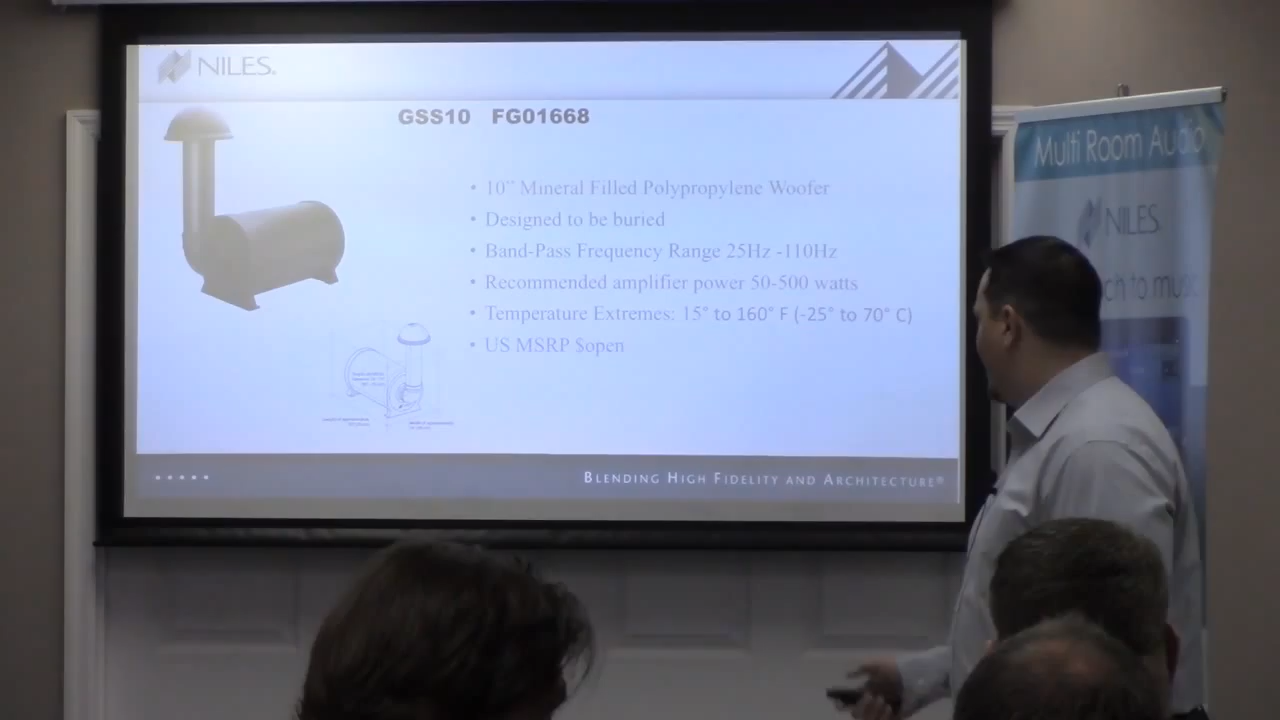 NILES®
GSS10 FG01668
• 10" Mineral Filled Polypropylene Woofer
• Designed to be buried
• Band-Pass Frequency Range 25Hz -110Hz
• Recommended amplifier power 50-500 watts
• Temperature Extremes: 15° to 160° F (-25° to 70° C)
• US MSRP $open
BLENDING HIGH FIDELITY AND ARCHITECTURE®
Multi Room Audio
NILES
to music